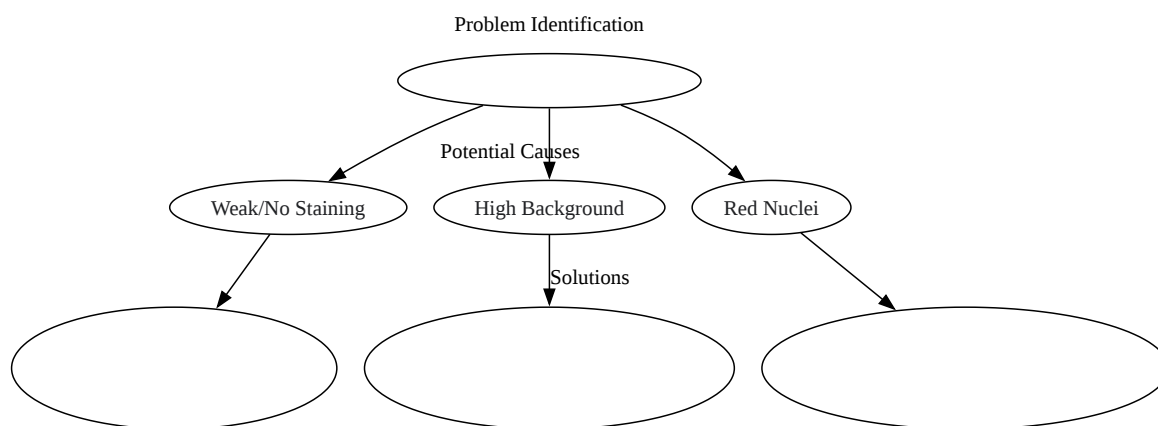 Problem Identification
Potential Causes
Weak/No Staining
High Background
Red Nuclei
Solutions